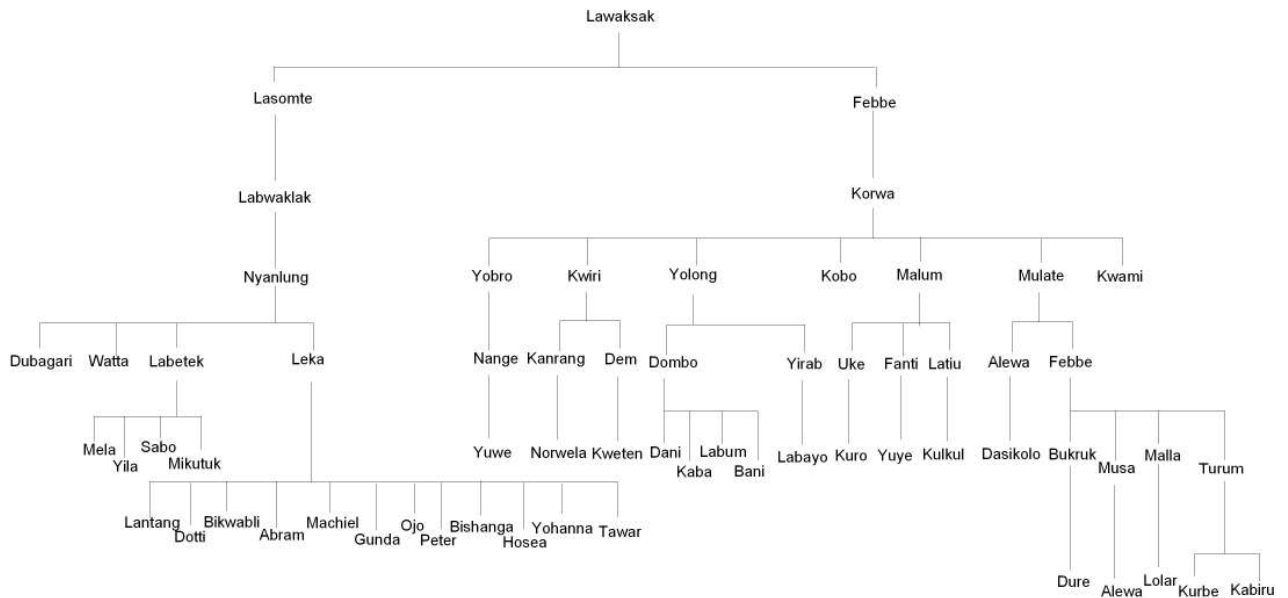 Lawaksak
Lasomte Febbe
Labwaklak Korwa
Nyanlung Yobro Kwiri Yolong Kobo Malum Mulate Kwami
Dubagari Watta Labetek Leka Nange Kanrang Dem Dombo Yirab Uke Fanti Latiu Alewa Febbe
Mela Yila Sabo Mikutuk Yuwe Norwela Kweten Dani Kaba Labum Bani Labayo Kuro Yuye Kulkul Dasikolo Bukruk Musa Malla Turum
Lantang Dotti Bikwabli Abram Machiel Gunda Ojo Peter Bishanga Hosea Yohanna Tawar
Dure Alewa Lolar Kurbe Kabiru